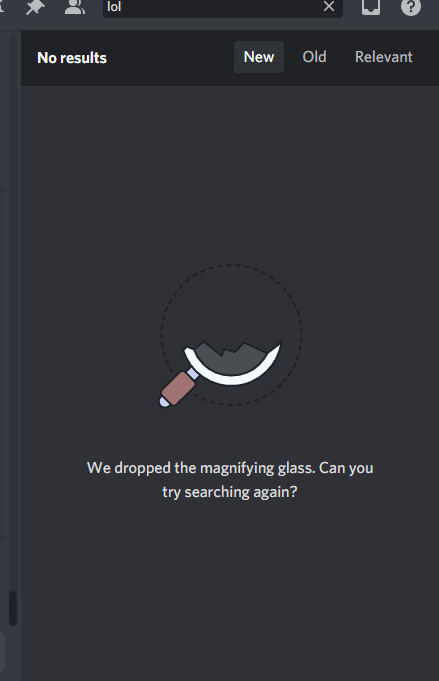 lol
No results New Old Relevant
We dropped the magnifying glass. Can you
try searching again?